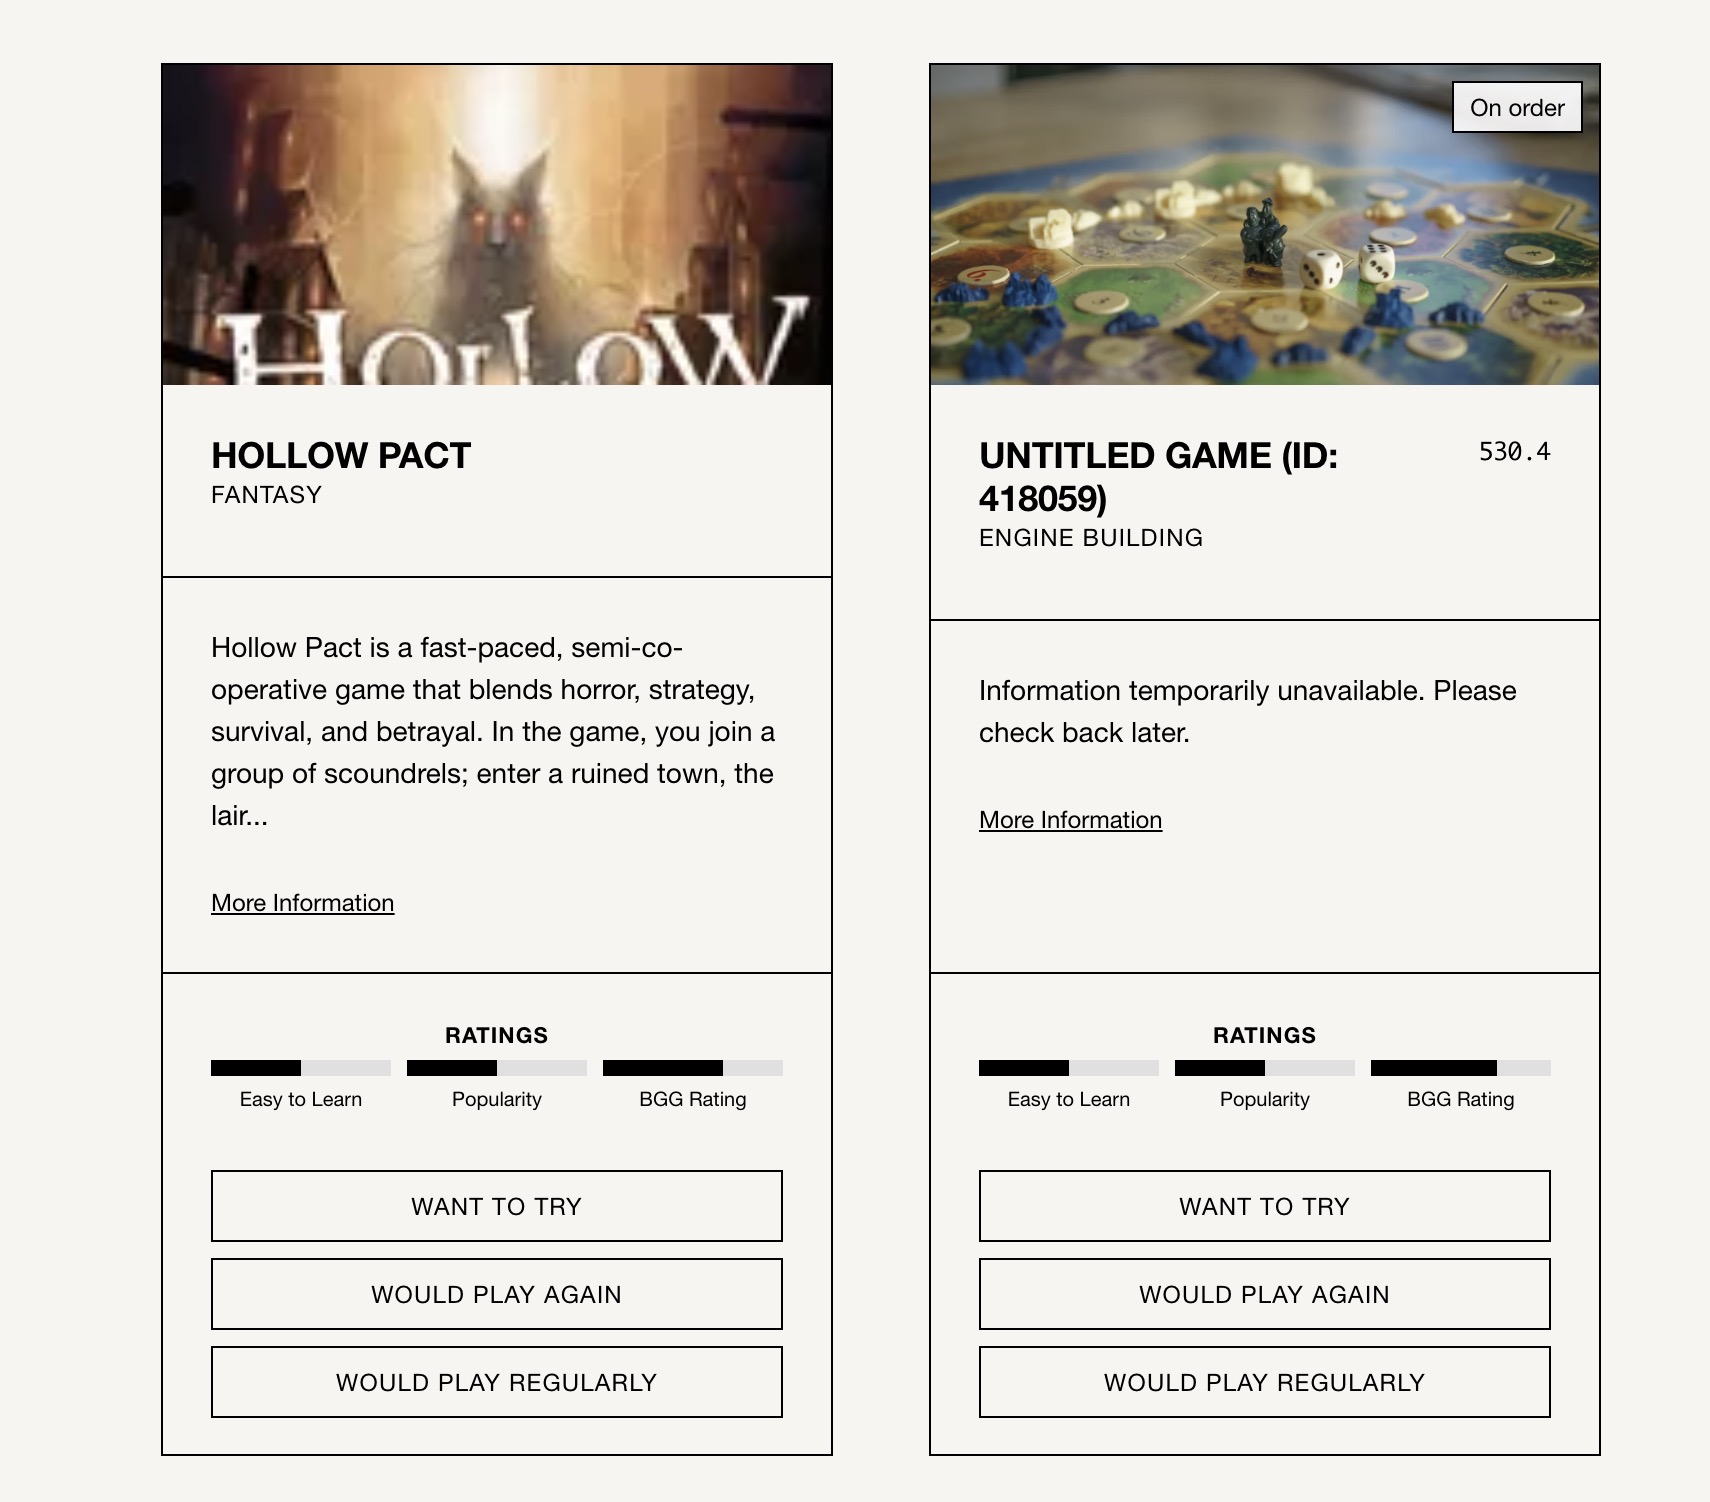 HOLLOW
HOLLOW PACT
FANTASY
Hollow Pact is a fast-paced, semi-co-
operative game that blends horror, strategy,
survival, and betrayal. In the game, you join a
group of scoundrels; enter a ruined town, the
lair...
More Information
RATINGS
Easy to Learn
Popularity
BGG Rating
WANT TO TRY
WOULD PLAY AGAIN
WOULD PLAY REGULARLY
On order
UNTITLED GAME (ID:
418059)
530.4
ENGINE BUILDING
Information temporarily unavailable. Please
check back later.
More Information
RATINGS
Easy to Learn
Popularity
BGG Rating
WANT TO TRY
WOULD PLAY AGAIN
WOULD PLAY REGULARLY